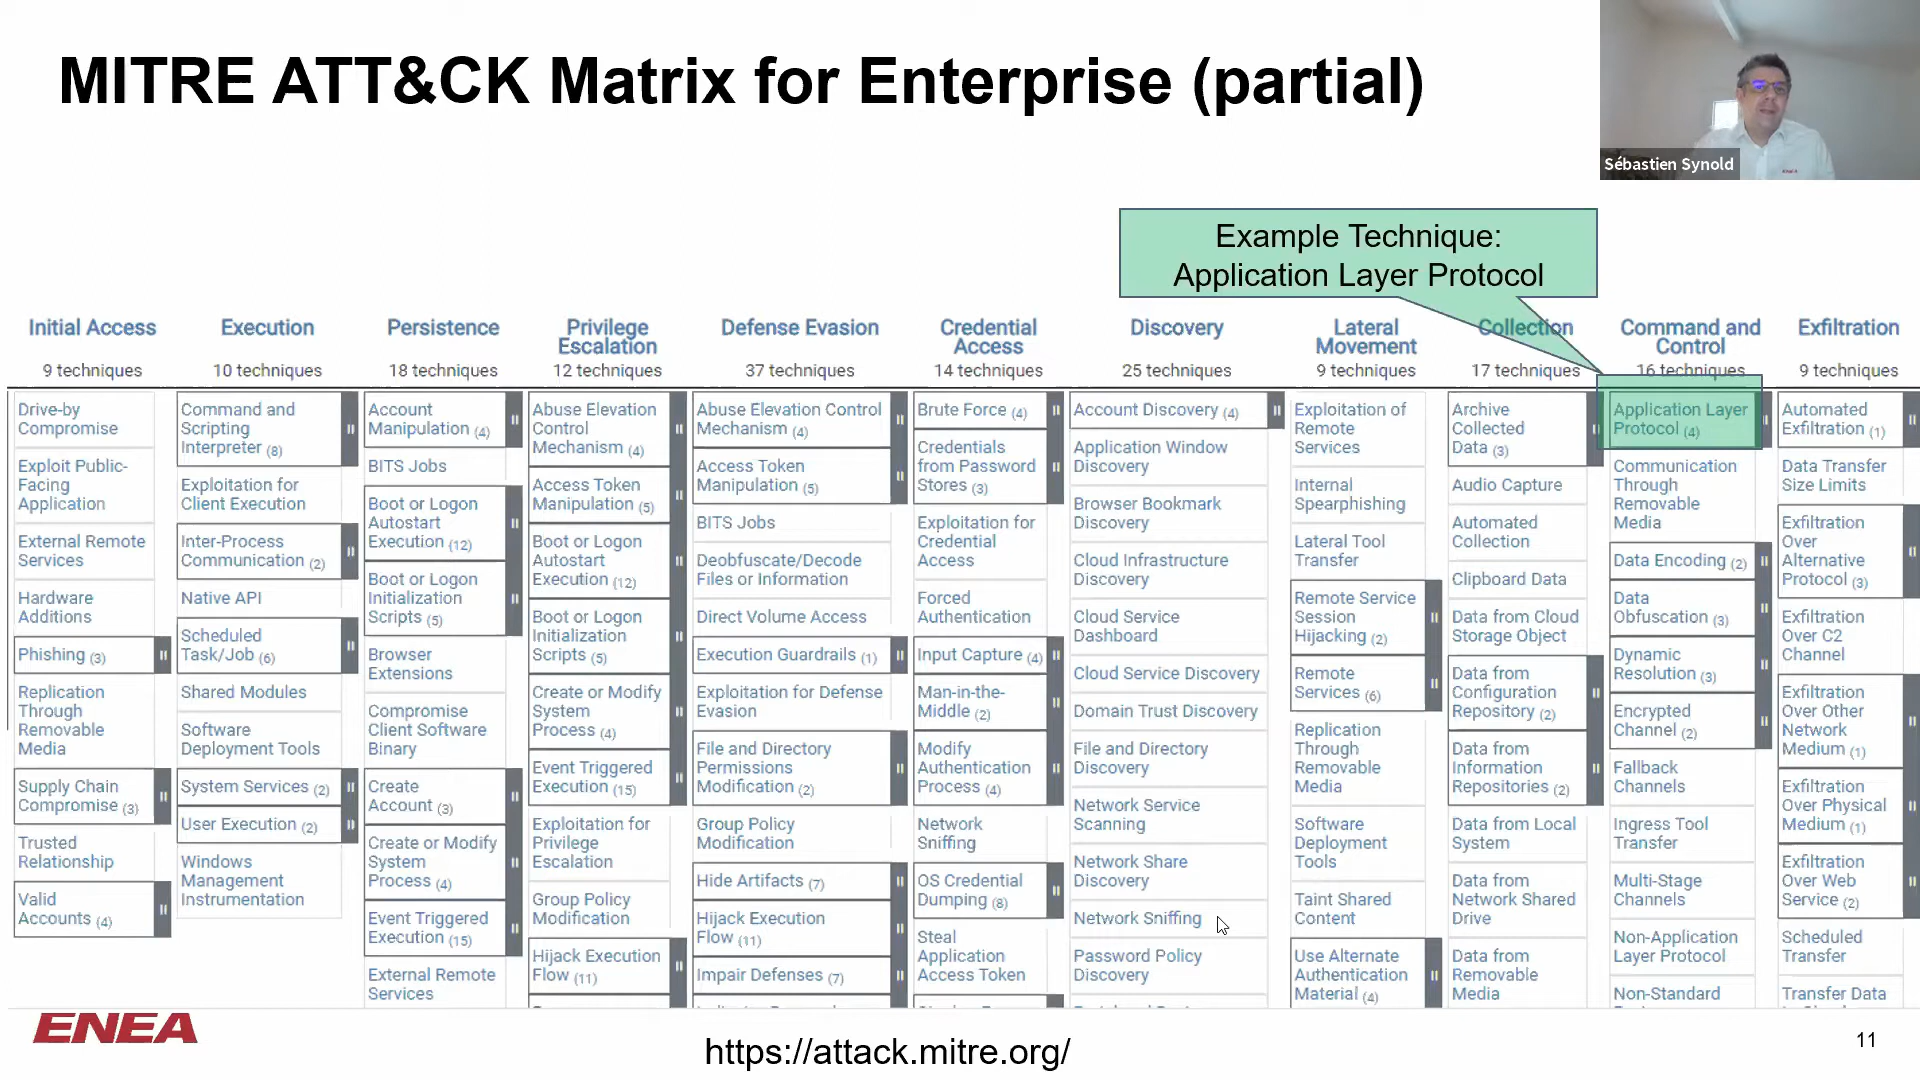 MITRE ATT&CK Matrix for Enterprise (partial)
Sébastien Synold
Example Technique:
Application Layer Protocol
Initial Access
9 techniques
Drive-by
Compromise
Exploit Public-
Facing
Application
External Remote
Services
Hardware
Additions
Phishing (3)
Replication
Through
Removable
Media
Supply Chain
Compromise (3)
Trusted
Relationship
Valid
Accounts (4)
Execution
10 techniques
Command and
Scripting
Interpreter (8)
Exploitation for
Client Execution
Inter-Process
Communication (2)
Native API
Scheduled
Task/Job (6)
Shared Modules
Software
Deployment Tools
System Services (2)
User Execution (2)
Windows
Management
Instrumentation
Persistence
18 techniques
Account
Manipulation (4)
BITS Jobs
Boot or Logon
Autostart
Execution (12)
Boot or Logon
Initialization
Scripts (5)
Browser
Extensions
Compromise
Client Software
Binary
Create
Account (3)
Create or Modify
System
Process (4)
Event Triggered
Execution (15)
External Remote
Services
Privilege
Escalation
12 techniques
Abuse Elevation
Control
Mechanism (4)
Access Token
Manipulation (5)
Boot or Logon
Autostart
Execution (12)
Boot or Logon
Initialization
Scripts (5)
Create or Modify
System
Process (4)
Event Triggered
Execution (15)
Exploitation for
Privilege
Escalation
Group Policy
Modification
Hijack Execution
Flow (11)
Defense Evasion
37 techniques
Abuse Elevation Control
Mechanism (4)
Access Token
Manipulation (5)
BITS Jobs
Deobfuscate/Decode
Files or Information
Direct Volume Access
Execution Guardrails (1)
Exploitation for Defense
Evasion
File and Directory
Permissions
Modification (2)
Group Policy
Modification
Hide Artifacts (7)
Hijack Execution
Flow (11)
Impair Defenses (7)
Credential
Access
14 techniques
Brute Force (4)
Credentials
from Password
Stores (3)
Exploitation for
Credential
Access
Forced
Authentication
Input Capture (4)
Man-in-the-
Middle (2)
Modify
Authentication
Process (4)
Network
Sniffing
OS Credential
Dumping (8)
Steal
Application
Access Token
Discovery
25 techniques
Account Discovery (4)
Application Window
Discovery
Browser Bookmark
Discovery
Cloud Infrastructure
Discovery
Cloud Service
Dashboard
Cloud Service Discovery
Domain Trust Discovery
File and Directory
Discovery
Network Service
Scanning
Network Share
Discovery
Network Sniffing
Password Policy
Discovery
Lateral
Movement
9 techniques
Exploitation of
Remote
Services
Internal
Spearphishing
Lateral Tool
Transfer
Remote Service
Session
Hijacking (2)
Remote
Services (6)
Replication
Through
Removable
Media
Software
Deployment
Tools
Taint Shared
Content
Use Alternate
Authentication
Material (4)
Collection
17 techniques
Archive
Collected
Data (3)
Audio Capture
Automated
Collection
Clipboard Data
Data from Cloud
Storage Object
Data from
Configuration
Repository (2)
Data from
Information
Repositories (2)
Data from Local
System
Data from
Network Shared
Drive
Data from
Removable
Media
Command and
Control
16 techniques
Application Layer
Protocol (4)
Communication
Through
Removable
Media
Data Encoding (2)
Data
Obfuscation (3)
Dynamic
Resolution (3)
Encrypted
Channel (2)
Fallback
Channels
Ingress Tool
Transfer
Multi-Stage
Channels
Non-Application
Layer Protocol
Non-Standard
Exfiltration
9 techniques
Automated
Exfiltration (1)
Data Transfer
Size Limits
Exfiltration
Over
Alternative
Protocol (3)
Exfiltration
Over C2
Channel
Exfiltration
Over Other
Network
Medium (1)
Exfiltration
Over Physical
Medium (1)
Exfiltration
Over Web
Service (2)
Scheduled
Transfer
Transfer Data
ENEA
https://attack.mitre.org/
11